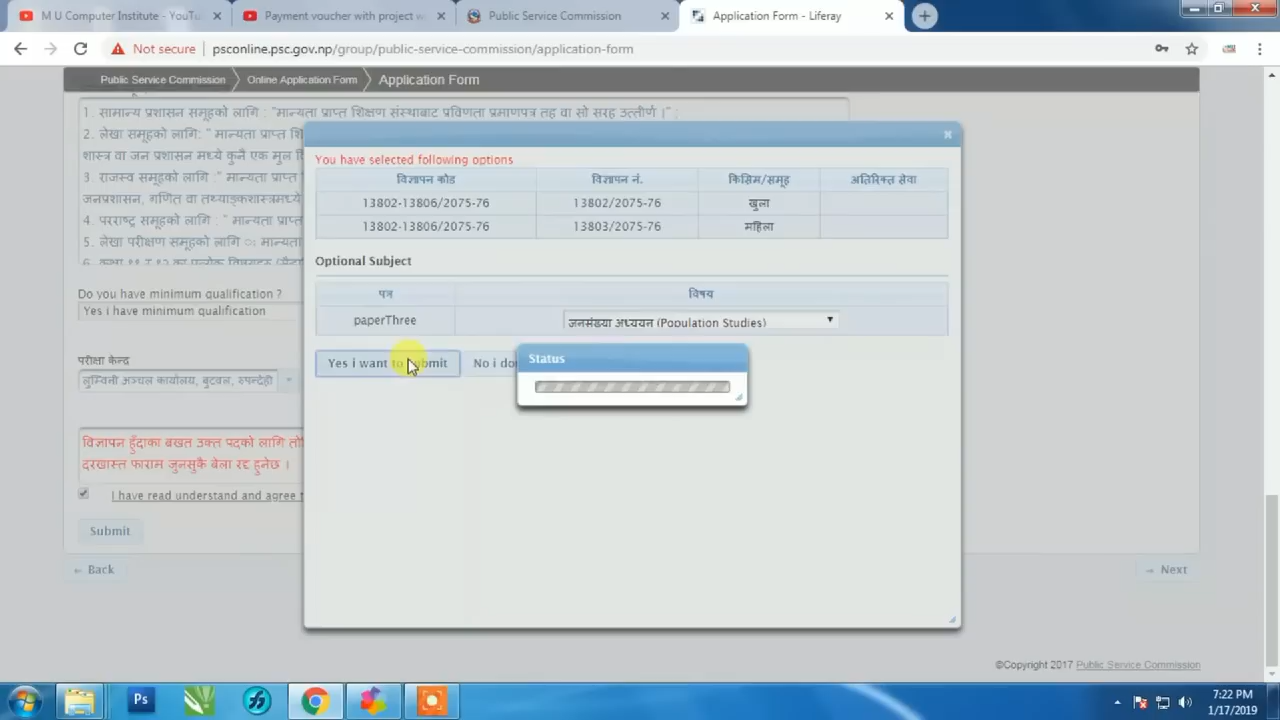 M U Computer Institute - YouTu
Payment voucher with project w
Public Service Commission
Application Form - Liferay
Not secure
psconline.psc.gov.np/group/public-service-commission/application-form
Public Service Commission
Online Application Form
Application Form
1. सामान्य प्रशासन समूहको लागि : "मान्यता प्राप्त शिक्षण संस्थाबाट प्रविणता प्रमाणपत्र तह वा सो सरह उत्तीर्ण ।" ;
2. लेखा समूहको लागि: " मान्यता प्राप्त शि
शास्त्र वा जन प्रशासन मध्ये कुनै एक मुल वि
3. राजस्व समूहको लागि :" मान्यता प्राप्त
जनप्रशासन, गणित वा तथ्याङ्कशास्त्रमध्ये
4. परराष्ट्र समूहको लागि : " मान्यता प्राप्त
5. लेखा परीक्षण समूहको लागि ः मान्यता
Do you have minimum qualification ?
Yes i have minimum qualification
परीक्षा केन्द्र
लुम्विनी अञ्चल कार्यालय, बुटवल, रुपन्देही
विज्ञापन हुँदाका बखत उक्त पदको लागि तो
दरखास्त फाराम जुनसुकै बेला रद्द हुनेछ ।
I have read understand and agree t
Submit
← Back
→ Next
You have selected following options
विज्ञापन कोड विज्ञापन नं. किसिम/समूह अतिरिक्त सेवा
13802-13806/2075-76 13802/2075-76 खुला
13802-13806/2075-76 13803/2075-76 महिला
Optional Subject
पत्र विषय
paperThree जनसंख्या अध्ययन (Population Studies)
Yes i want to submit No i do
Status
©Copyright 2017 Public Service Commission
Ps
7:22 PM
1/17/2019